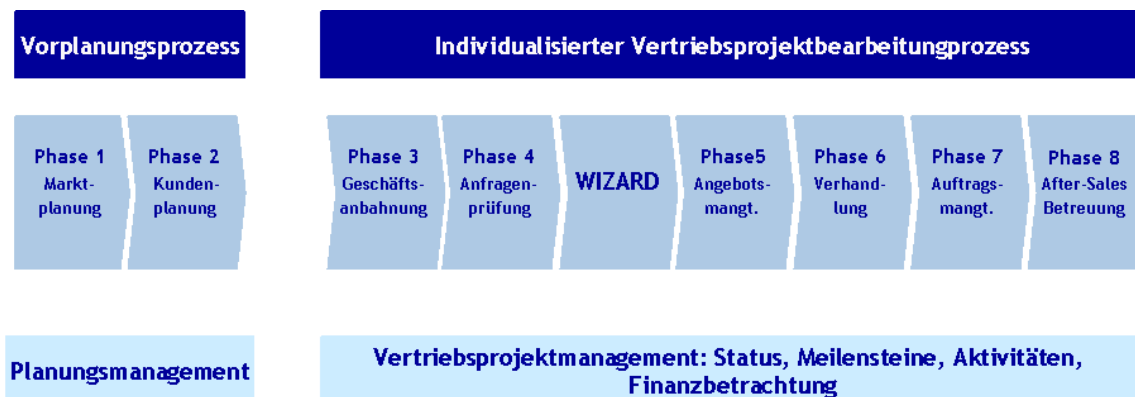 Vorplanungsprozess
Individualisierter Vertriebsprojektbearbeitungprozess
Phase 1
Markt-
planung
Phase 2
Kunden-
planung
Phase 3
Geschäfts-
anbahnung
Phase 4
Anfragen-
prüfung
WIZARD
Phase5
Angebots-
mangt.
Phase 6
Verhand-
lung
Phase 7
Auftrags-
mangt.
Phase 8
After-Sales
Betreuung
Planungsmanagement
Vertriebsprojektmanagement: Status, Meilensteine, Aktivitäten,
Finanzbetrachtung